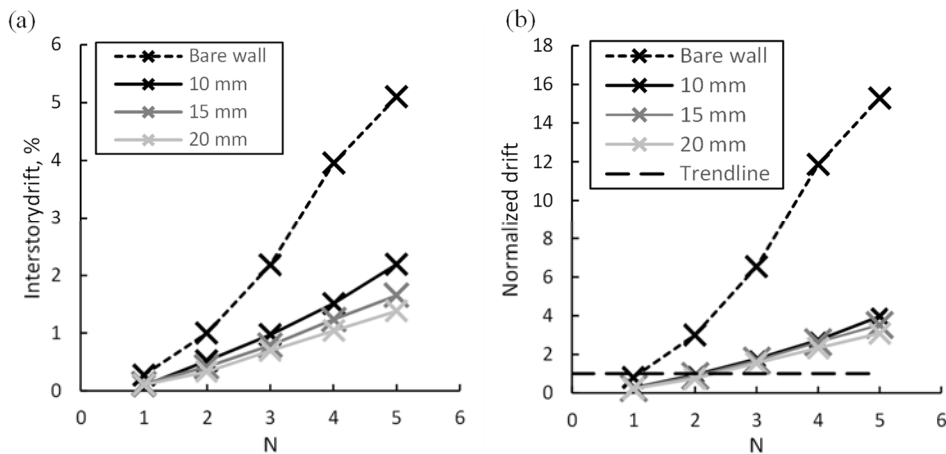 (a)
6
5
4
3
2
1
0
Interstorydrift, %
Bare wall
10 mm
15 mm
20 mm
0 1 2 3 4 5 6
N
(b)
18
16
14
12
10
8
6
4
2
0
Normalized drift
Bare wall
10 mm
15 mm
20 mm
Trendline
0 1 2 3 4 5 6
N